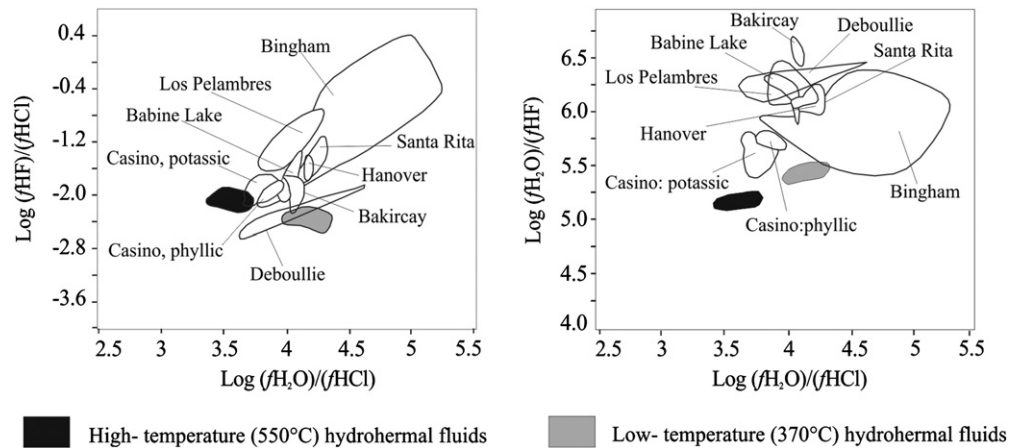 0.4
-0.4
-1.2
-2.0
-2.8
-3.6
Log (fHF)/(fHCl)
Bingham
Los Pelambres
Babine Lake
Casino, potassic
Santa Rita
Hanover
Bakircay
Casino, phyllic
Deboullie
2.5 3 3.5 4 4.5 5 5.5
Log (fH₂O)/(fHCl)
6.5
6.0
5.5
5.0
4.5
4.0
Log (fH₂O)/(fHF)
Bakircay
Deboullie
Babine Lake
Santa Rita
Los Pelambres
Hanover
Casino: potassic
Bingham
Casino:phyllic
2.5 3 3.5 4 4.5 5 5.5
Log (fH₂O)/(fHCl)
High- temperature (550°C) hydrohermal fluids
Low- temperature (370°C) hydrohermal fluids